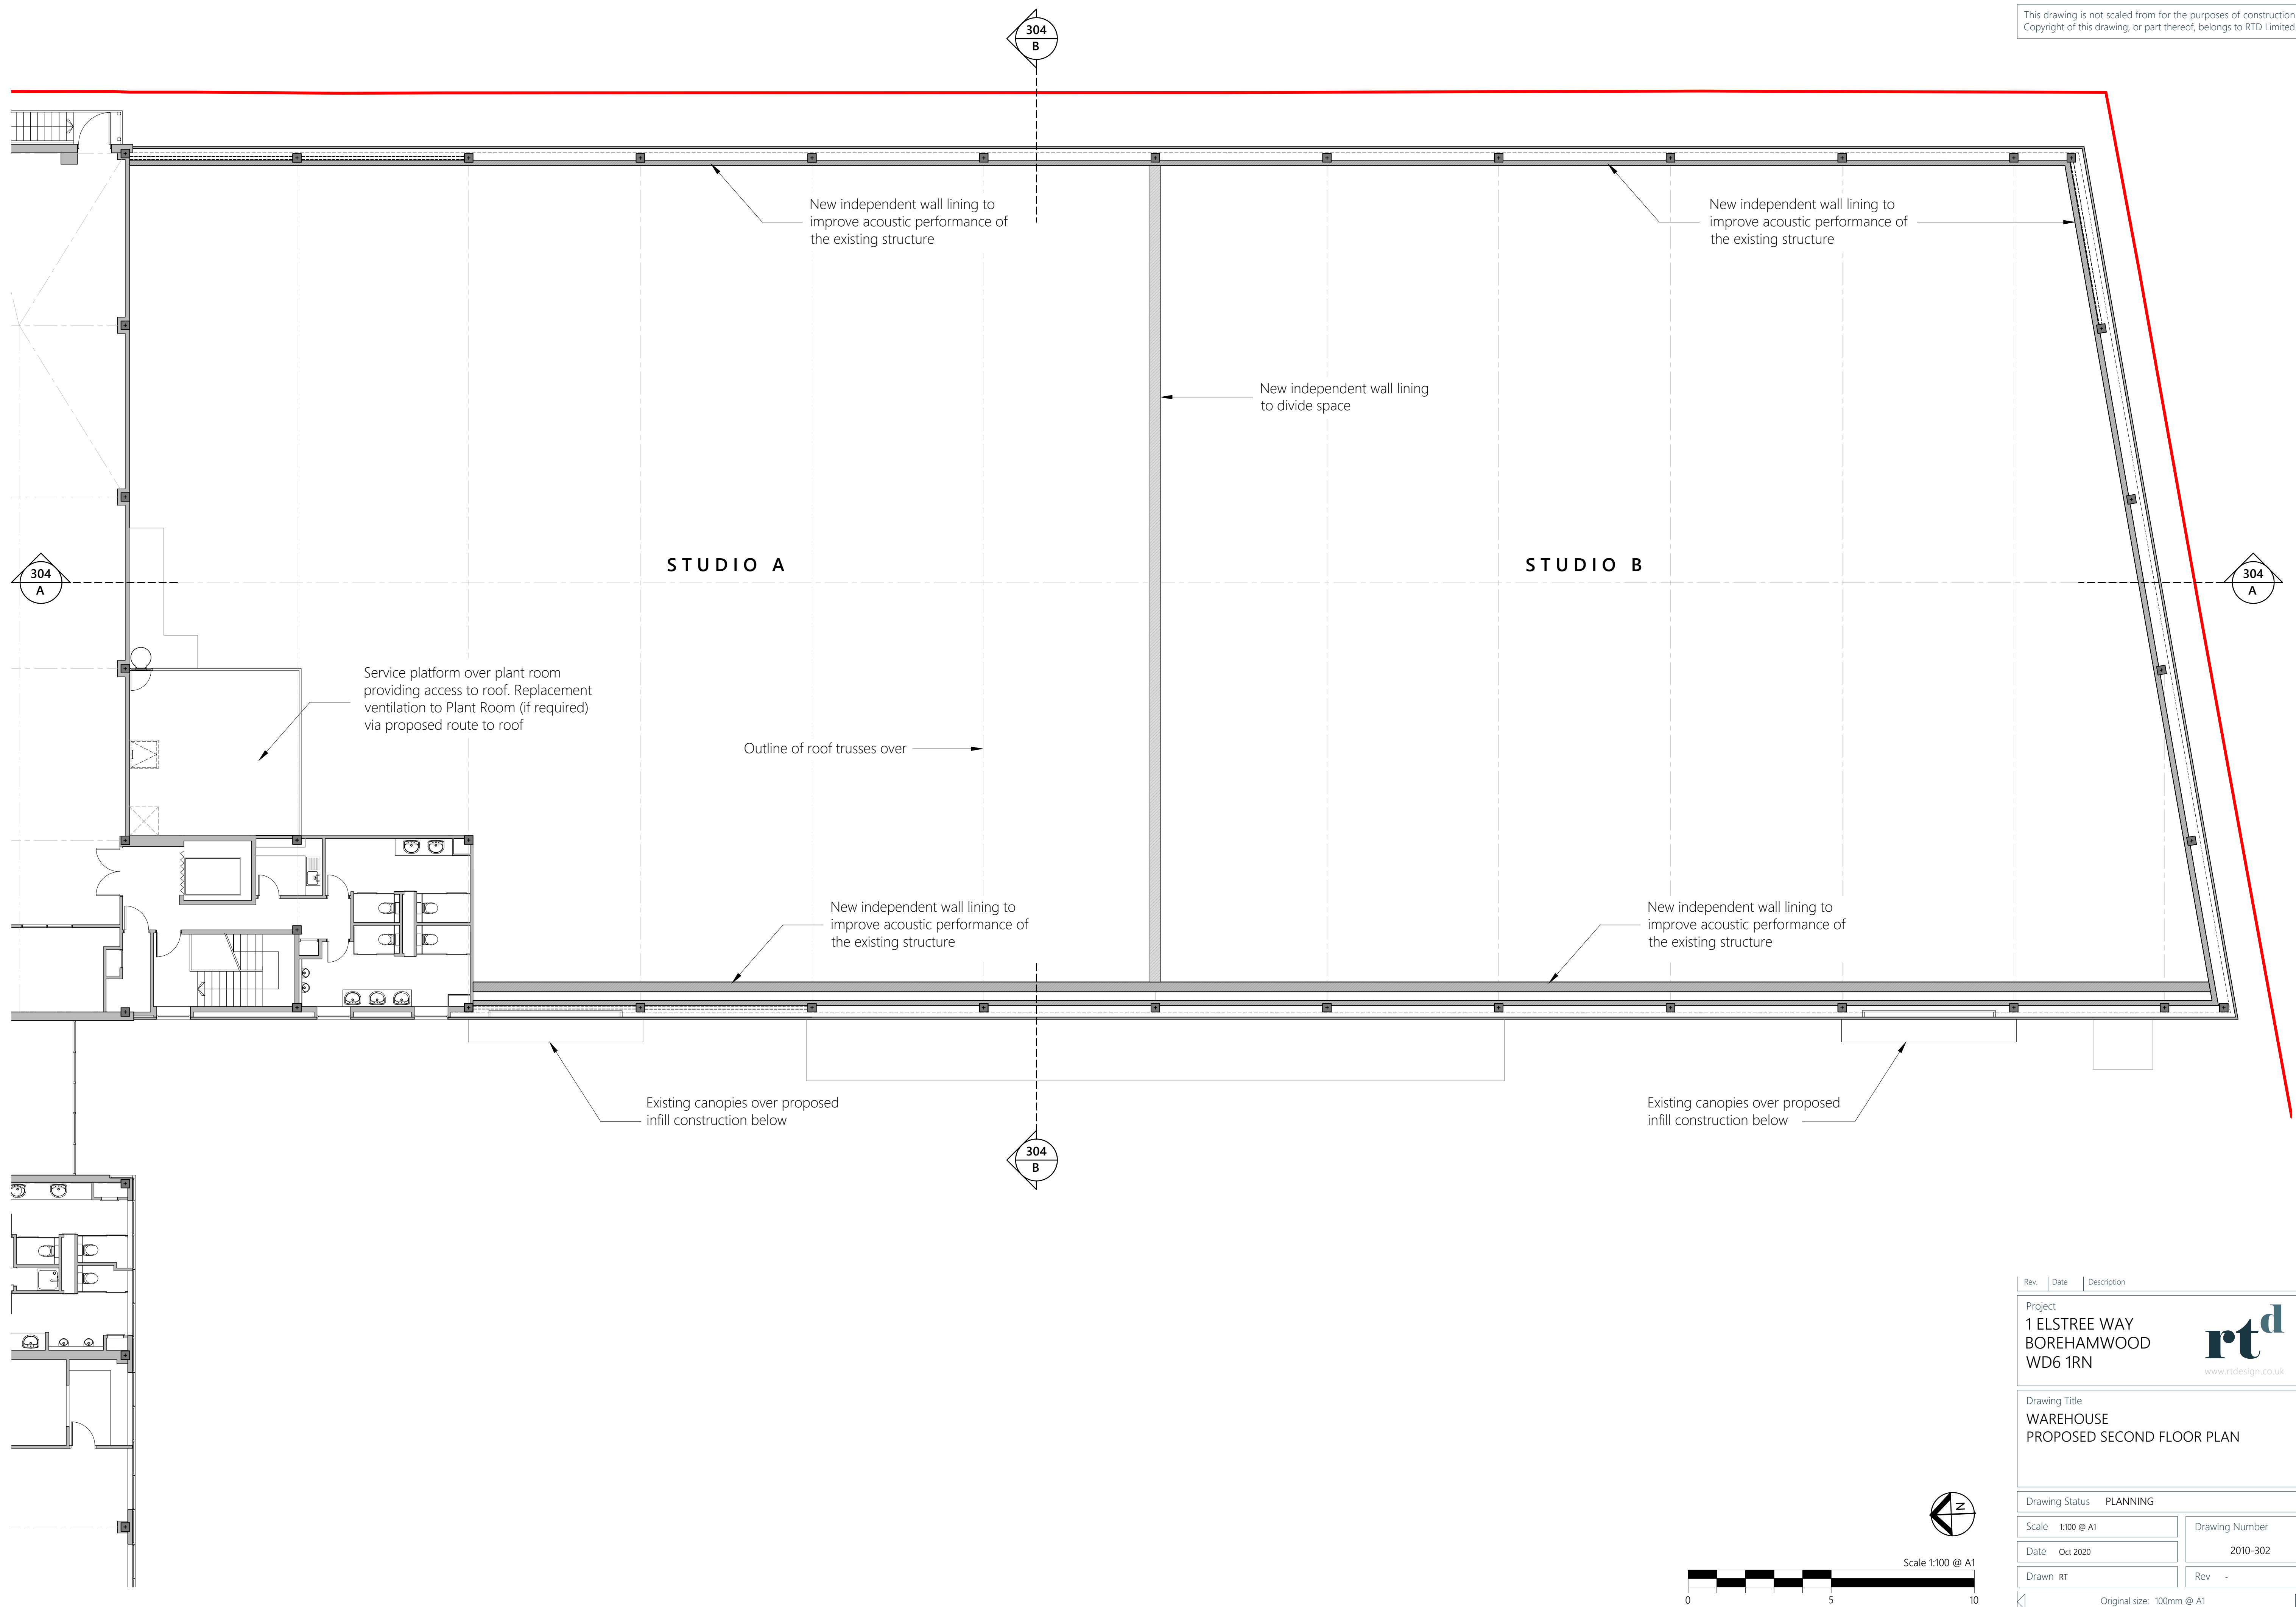 This drawing is not scaled from for the purposes of construction
Copyright of this drawing, or part thereof, belongs to RTD Limited
304
B
New independent wall lining to
improve acoustic performance of
the existing structure
New independent wall lining to
improve acoustic performance of
the existing structure
New independent wall lining
to divide space
STUDIO A
STUDIO B
304
A
304
A
Service platform over plant room
providing access to roof. Replacement
ventilation to Plant Room (if required)
via proposed route to roof
Outline of roof trusses over
New independent wall lining to
improve acoustic performance of
the existing structure
New independent wall lining to
improve acoustic performance of
the existing structure
Existing canopies over proposed
infill construction below
Existing canopies over proposed
infill construction below
304
B
Rev. Date Description
Project
1 ELSTREE WAY
BOREHAMWOOD
WD6 1RN
rtd
www.rtdesign.co.uk
Drawing Title
WAREHOUSE
PROPOSED SECOND FLOOR PLAN
Drawing Status PLANNING
Scale 1:100 @ A1
Drawing Number
2010-302
Date Oct 2020
Drawn RT
Rev -
Original size: 100mm @ A1
N
Scale 1:100 @ A1
0 5 10